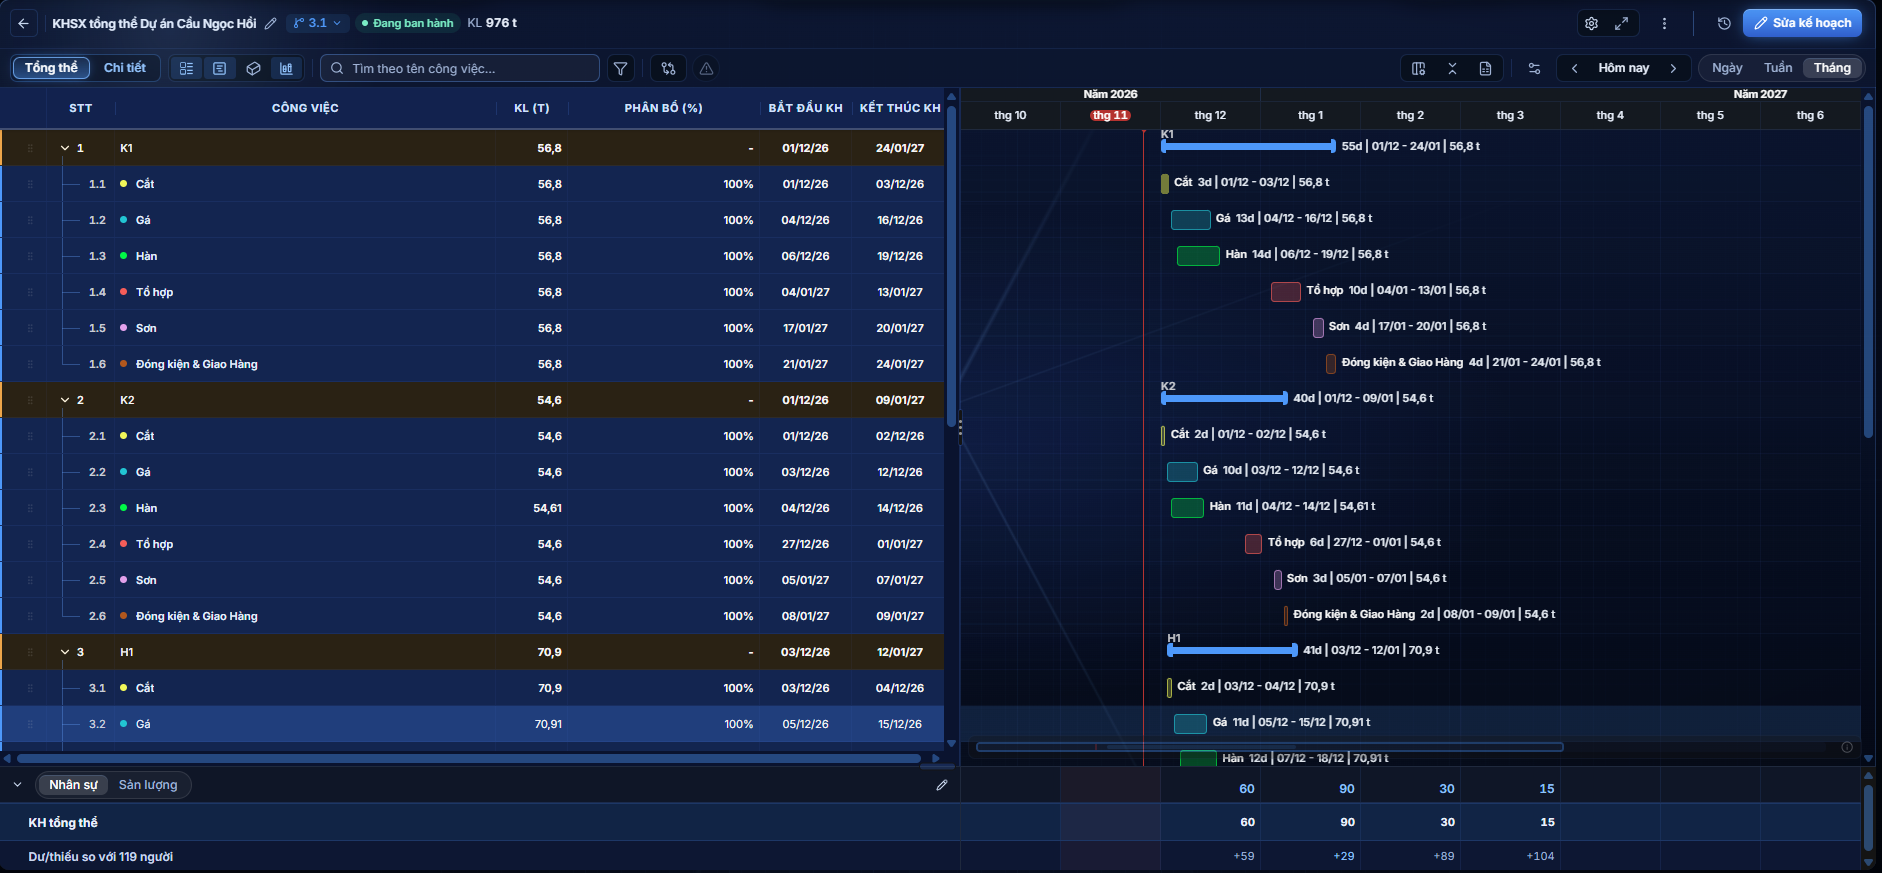 KHSX tổng thể Dự án Cầu Ngọc Hồi 3.1 Đang ban hành KL 976 t Sửa kế hoạch
Tổng thể Chi tiết Tìm theo tên công việc... Hôm nay Ngày Tuần Tháng
STT CÔNG VIỆC KL (T) PHÂN BỔ (%) BẮT ĐẦU KH KẾT THÚC KH
Năm 2026 Năm 2027
thg 10 thg 11 thg 12 thg 1 thg 2 thg 3 thg 4 thg 5 thg 6
1 K1 56,8 - 01/12/26 24/01/27
K1
55d | 01/12 - 24/01 | 56,8 t
1.1 Cắt 56,8 100% 01/12/26 03/12/26
Cắt 3d | 01/12 - 03/12 | 56,8 t
1.2 Gá 56,8 100% 04/12/26 16/12/26
Gá 13d | 04/12 - 16/12 | 56,8 t
1.3 Hàn 56,8 100% 06/12/26 19/12/26
Hàn 14d | 06/12 - 19/12 | 56,8 t
1.4 Tổ hợp 56,8 100% 04/01/27 13/01/27
Tổ hợp 10d | 04/01 - 13/01 | 56,8 t
1.5 Sơn 56,8 100% 17/01/27 20/01/27
Sơn 4d | 17/01 - 20/01 | 56,8 t
1.6 Đóng kiện & Giao Hàng 56,8 100% 21/01/27 24/01/27
Đóng kiện & Giao Hàng 4d | 21/01 - 24/01 | 56,8 t
2 K2 54,6 - 01/12/26 09/01/27
K2
40d | 01/12 - 09/01 | 54,6 t
2.1 Cắt 54,6 100% 01/12/26 02/12/26
Cắt 2d | 01/12 - 02/12 | 54,6 t
2.2 Gá 54,6 100% 03/12/26 12/12/26
Gá 10d | 03/12 - 12/12 | 54,6 t
2.3 Hàn 54,61 100% 04/12/26 14/12/26
Hàn 11d | 04/12 - 14/12 | 54,61 t
2.4 Tổ hợp 54,6 100% 27/12/26 01/01/27
Tổ hợp 6d | 27/12 - 01/01 | 54,6 t
2.5 Sơn 54,6 100% 05/01/27 07/01/27
Sơn 3d | 05/01 - 07/01 | 54,6 t
2.6 Đóng kiện & Giao Hàng 54,6 100% 08/01/27 09/01/27
Đóng kiện & Giao Hàng 2d | 08/01 - 09/01 | 54,6 t
3 H1 70,9 - 03/12/26 12/01/27
H1
41d | 03/12 - 12/01 | 70,9 t
3.1 Cắt 70,9 100% 03/12/26 04/12/26
Cắt 2d | 03/12 - 04/12 | 70,9 t
3.2 Gá 70,91 100% 05/12/26 15/12/26
Gá 11d | 05/12 - 15/12 | 70,91 t
Hàn 12d | 07/12 - 18/12 | 70,91 t
Nhân sự Sản lượng 60 90 30 15
KH tổng thể 60 90 30 15
Dư/thiếu so với 119 người +59 +29 +89 +104